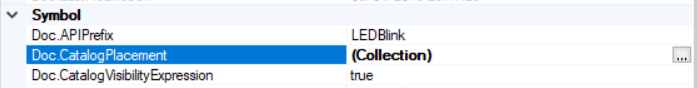 Symbol
Doc.APIPrefix LEDBlink
Doc.CatalogPlacement (Collection) ...
Doc.CatalogVisibilityExpression true